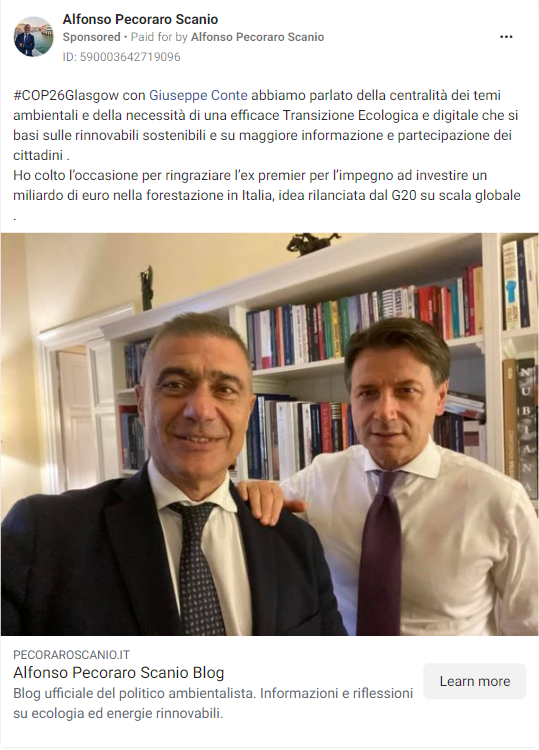 Alfonso Pecoraro Scanio
Sponsored • Paid for by Alfonso Pecoraro Scanio
ID: 590003642719096
#COP26Glasgow con Giuseppe Conte abbiamo parlato della centralità dei temi
ambientali e della necessità di una efficace Transizione Ecologica e digitale che si
basi sulle rinnovabili sostenibili e su maggiore informazione e partecipazione dei
cittadini .
Ho colto l’occasione per ringraziare l’ex premier per l’impegno ad investire un
miliardo di euro nella forestazione in Italia, idea rilanciata dal G20 su scala globale
.
NUBIANA
PECORAROSCANIO.IT
Alfonso Pecoraro Scanio Blog
Blog ufficiale del politico ambientalista. Informazioni e riflessioni
su ecologia ed energie rinnovabili.
Learn more